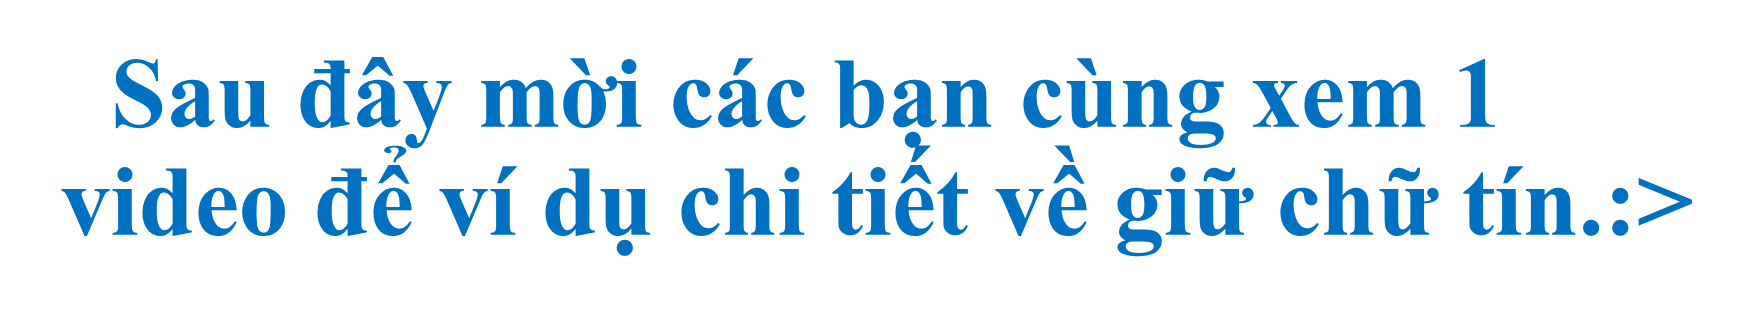 Sau đây mời các bạn cùng xem 1
video để ví dụ chi tiết về giữ chữ tín.:>